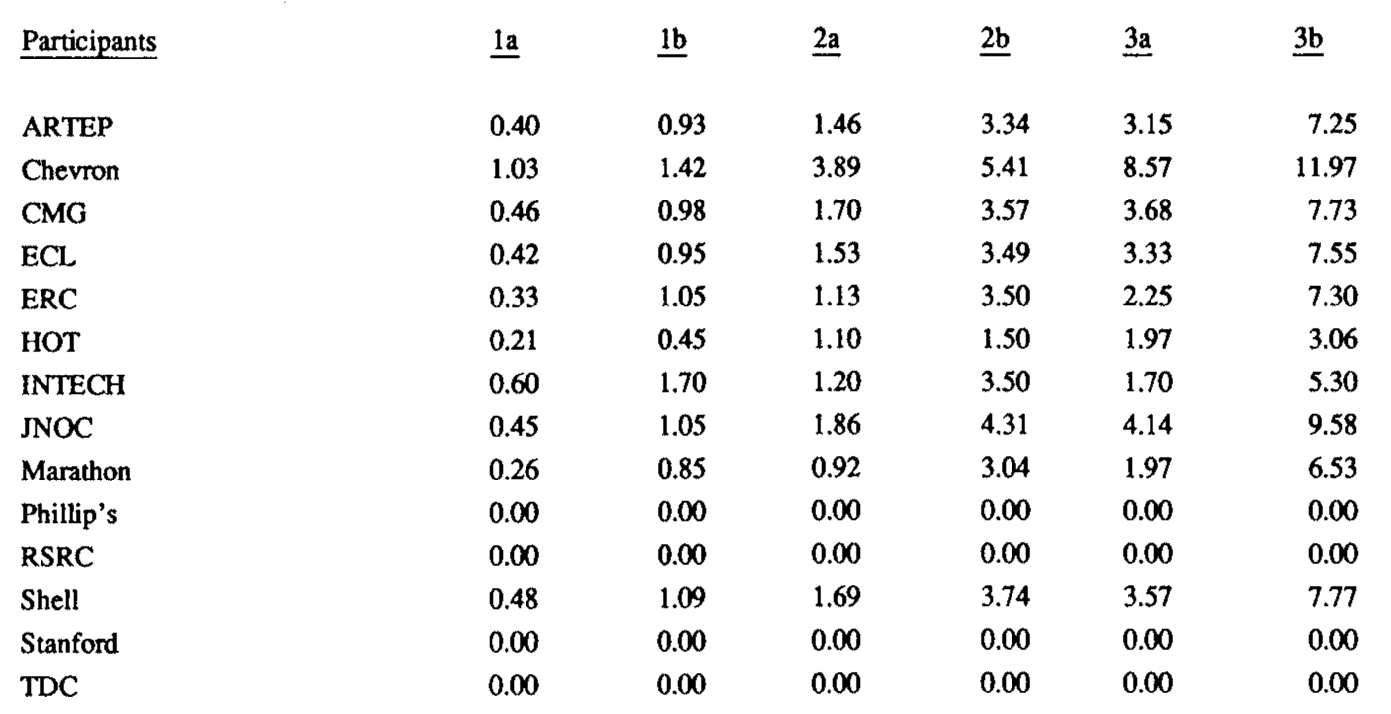 Participants 1a 1b 2a 2b 3a 3b
ARTEP 0.40 0.93 1.46 3.34 3.15 7.25
Chevron 1.03 1.42 3.89 5.41 8.57 11.97
CMG 0.46 0.98 1.70 3.57 3.68 7.73
ECL 0.42 0.95 1.53 3.49 3.33 7.55
ERC 0.33 1.05 1.13 3.50 2.25 7.30
HOT 0.21 0.45 1.10 1.50 1.97 3.06
INTECH 0.60 1.70 1.20 3.50 1.70 5.30
JNOC 0.45 1.05 1.86 4.31 4.14 9.58
Marathon 0.26 0.85 0.92 3.04 1.97 6.53
Phillip's 0.00 0.00 0.00 0.00 0.00 0.00
RSRC 0.00 0.00 0.00 0.00 0.00 0.00
Shell 0.48 1.09 1.69 3.74 3.57 7.77
Stanford 0.00 0.00 0.00 0.00 0.00 0.00
TDC 0.00 0.00 0.00 0.00 0.00 0.00